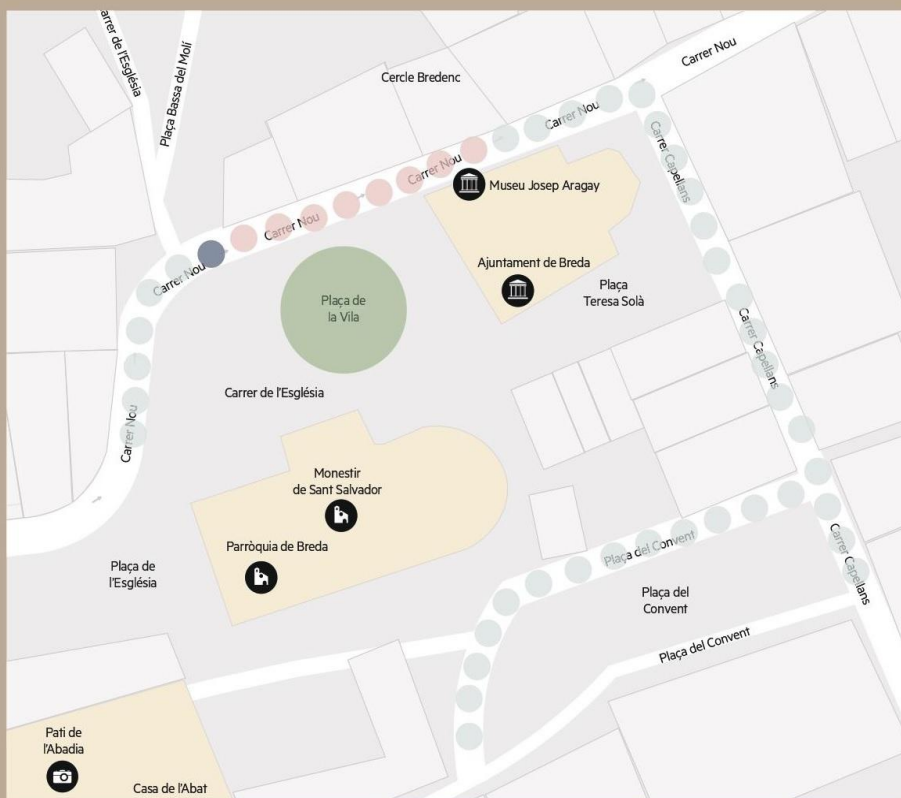 Carrer de l'Església
Plaça Bassa del Molí
Cercle Bredenc
Carrer Nou
Carrer Nou
Carrer Nou
Museu Josep Aragay
Carrer Capellans
Carrer Nou
Ajuntament de Breda
Carrer Nou
Plaça
Teresa Solà
Plaça de
la Vila
Carrer Capellans
Carrer de l'Església
Carrer Nou
Monestir
de Sant Salvador
Parròquia de Breda
Plaça del Convent
Plaça de
l'Església
Carrer Capellans
Plaça del
Convent
Plaça del Convent
Pati de
l'Abadia
Casa de l'Abat